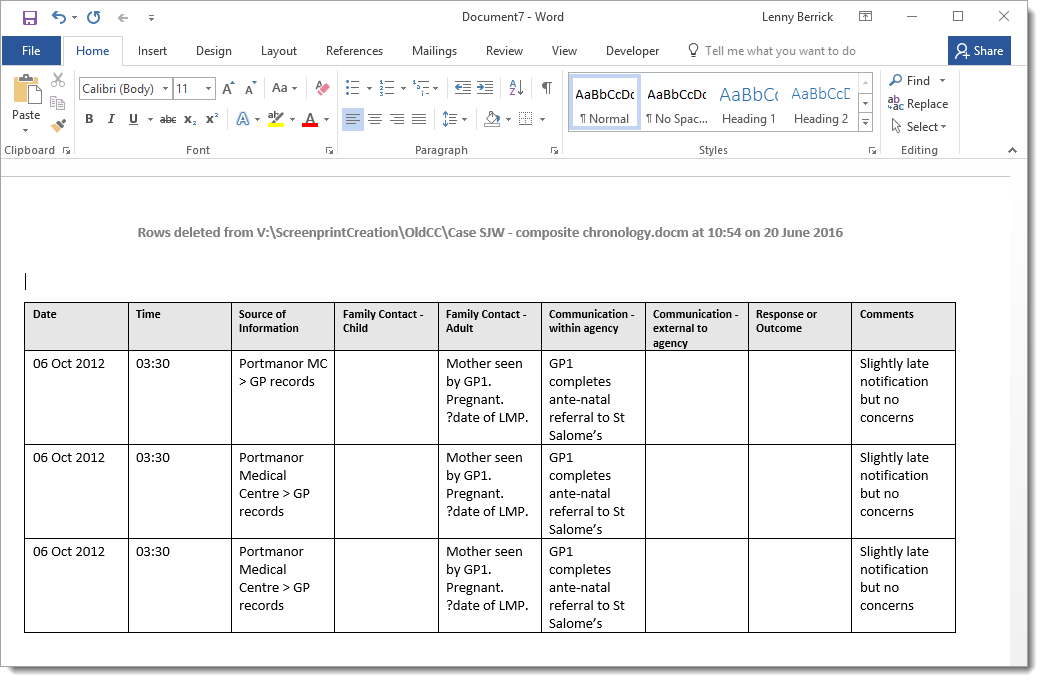 Document7 - Word
Lenny Berrick
File Home Insert Design Layout References Mailings Review View Developer Tell me what you want to do Share
Paste
Clipboard
Calibri (Body) 11 A A Aa
B I U abc x₂ x² A ab A
Font
A Z ¶
Paragraph
AaBbCcDc AaBbCcDc AaBbCc AaBbCcD
¶ Normal ¶ No Spac... Heading 1 Heading 2
Styles
Find
Replace
Select
Editing
Rows deleted from V:\ScreenprintCreation\OldCC\Case SJW - composite chronology.docm at 10:54 on 20 June 2016
Date
Time
Source of
Information
Family Contact -
Child
Family Contact -
Adult
Communication -
within agency
Communication -
external to
agency
Response or
Outcome
Comments
06 Oct 2012
03:30
Portmanor MC
> GP records
Mother seen
by GP1.
Pregnant.
?date of LMP.
GP1
completes
ante-natal
referral to St
Salome’s
Slightly late
notification
but no
concerns
06 Oct 2012
03:30
Portmanor
Medical
Centre > GP
records
Mother seen
by GP1.
Pregnant.
?date of LMP.
GP1
completes
ante-natal
referral to St
Salome’s
Slightly late
notification
but no
concerns
06 Oct 2012
03:30
Portmanor
Medical
Centre > GP
records
Mother seen
by GP1.
Pregnant.
?date of LMP.
GP1
completes
ante-natal
referral to St
Salome’s
Slightly late
notification
but no
concerns